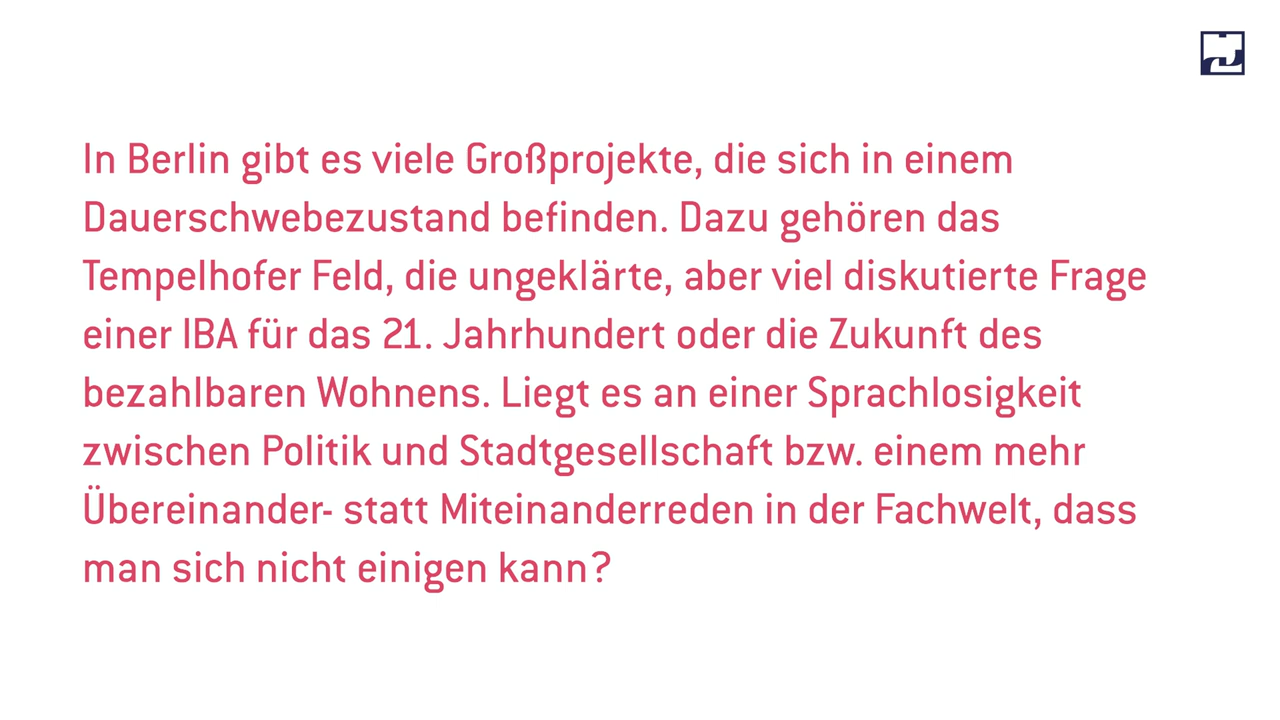 In Berlin gibt es viele Großprojekte, die sich in einem
Dauerschwebezustand befinden. Dazu gehören das
Tempelhofer Feld, die ungeklärte, aber viel diskutierte Frage
einer IBA für das 21. Jahrhundert oder die Zukunft des
bezahlbaren Wohnens. Liegt es an einer Sprachlosigkeit
zwischen Politik und Stadtgesellschaft bzw. einem mehr
Übereinander- statt Miteinanderreden in der Fachwelt, dass
man sich nicht einigen kann?